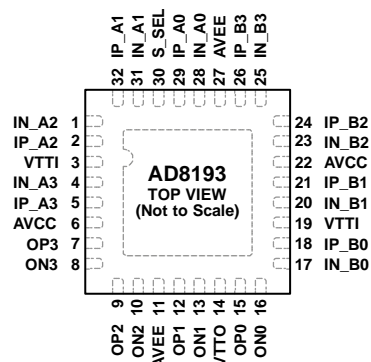 32 IP_A1
31 IN_A1
30 S_SEL
29 IP_A0
28 IN_A0
27 AVEE
26 IP_B3
25 IN_B3
IN_A2 1
IP_A2 2
VTTI 3
IN_A3 4
IP_A3 5
AVCC 6
OP3 7
ON3 8
AD8193
TOP VIEW
(Not to Scale)
24 IP_B2
23 IN_B2
22 AVCC
21 IP_B1
20 IN_B1
19 VTTI
18 IP_B0
17 IN_B0
OP2 9
ON2 10
AVEE 11
OP1 12
ON1 13
VTTO 14
OP0 15
ON0 16